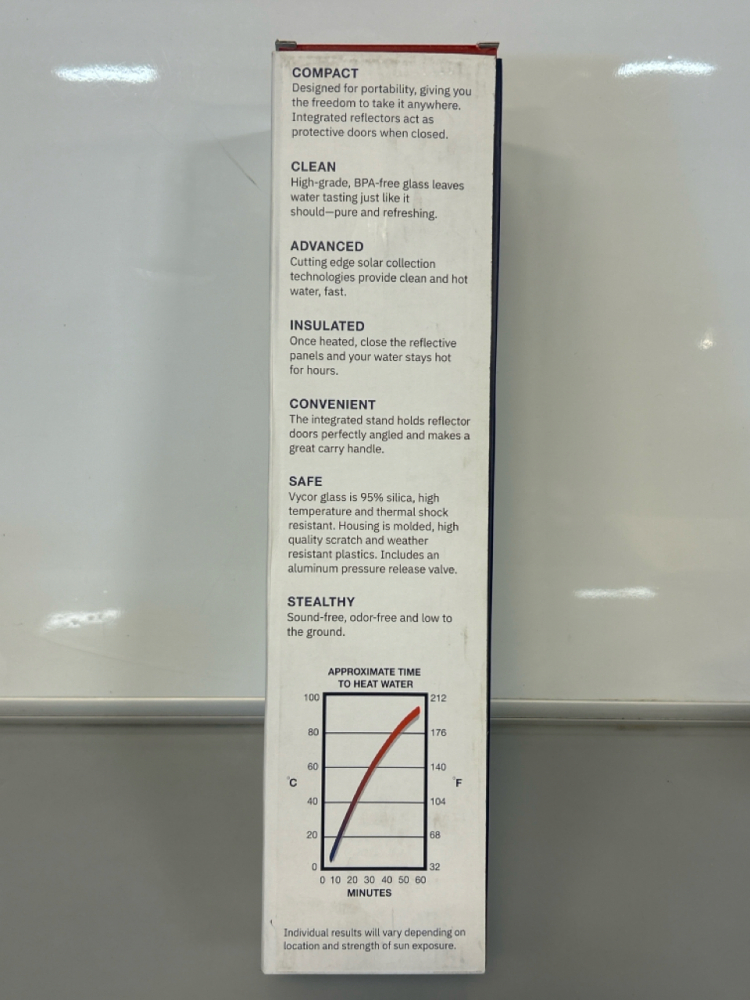 COMPACT
Designed for portability, giving you
the freedom to take it anywhere.
Integrated reflectors act as
protective doors when closed.
CLEAN
High-grade, BPA-free glass leaves
water tasting just like it
should—pure and refreshing.
ADVANCED
Cutting edge solar collection
technologies provide clean and hot
water, fast.
INSULATED
Once heated, close the reflective
panels and your water stays hot
for hours.
CONVENIENT
The integrated stand holds reflector
doors perfectly angled and makes a
great carry handle.
SAFE
Vycor glass is 95% silica, high
temperature and thermal shock
resistant. Housing is molded, high
quality scratch and weather
resistant plastics. Includes an
aluminum pressure release valve.
STEALTHY
Sound-free, odor-free and low to
the ground.
APPROXIMATE TIME
TO HEAT WATER
100 212
80 176
60 140
°C °F
40 104
20 68
0 32
0 10 20 30 40 50 60
MINUTES
Individual results will vary depending on
location and strength of sun exposure.